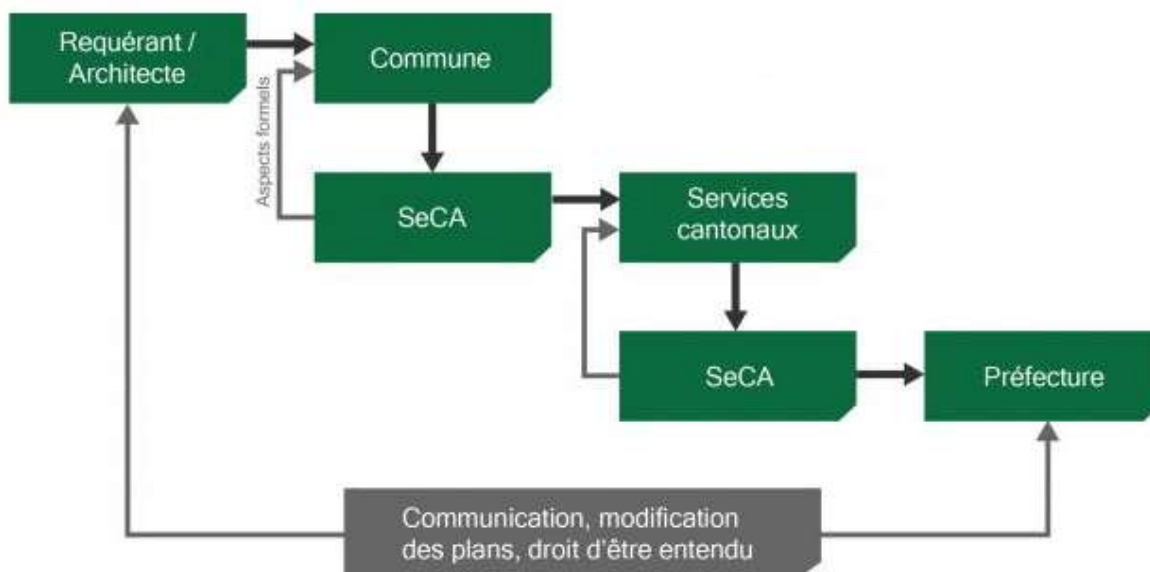 Requérant /
Architecte
Commune
Aspects formels
SeCA
Services
cantonaux
SeCA
Préfecture
Communication, modification
des plans, droit d'être entendu